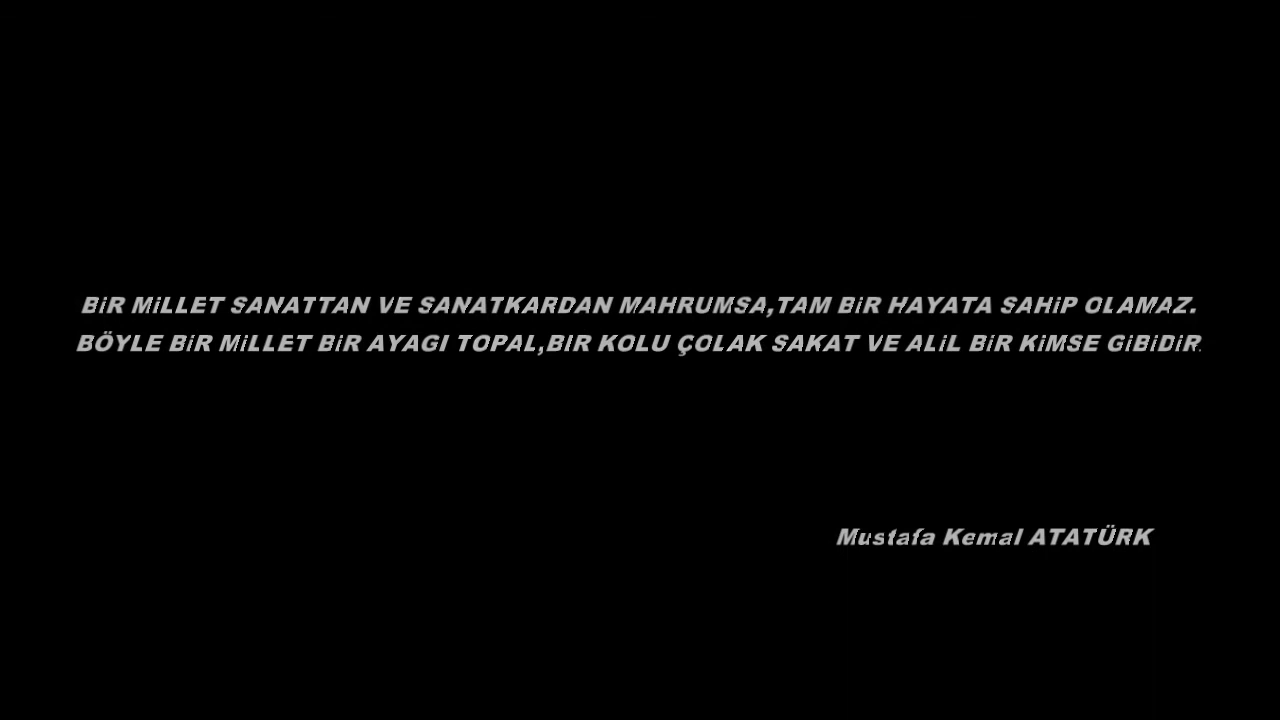 BiR MiLLET SANATTAN VE SANATKARDAN MAHRUMSA,TAM BiR HAYATA SAHiP OLAMAZ.
BÖYLE BiR MiLLET BiR AYAGI TOPAL,BIR KOLU ÇOLAK SAKAT VE ALiL BiR KiMSE GiBiDiR.
Mustafa Kemal ATATÜRK